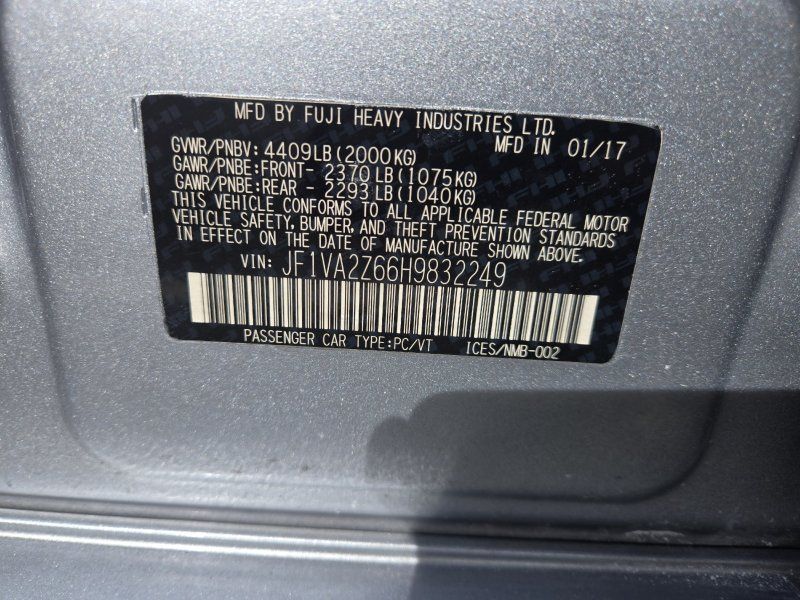 MFD BY FUJI HEAVY INDUSTRIES LTD.
GVWR/PNBV: 4409LB(2000KG) MFD IN 01/17
GAWR/PNBE:FRONT- 2370LB(1075KG)
GAWR/PNBE:REAR - 2293LB(1040KG)
THIS VEHICLE CONFORMS TO ALL APPLICABLE FEDERAL MOTOR
VEHICLE SAFETY, BUMPER, AND THEFT PREVENTION STANDARDS
IN EFFECT ON THE DATE OF MANUFACTURE SHOWN ABOVE.
VIN: JF1VA2Z66H9832249
PASSENGER CAR TYPE:PC/VT ICES/NMB-002